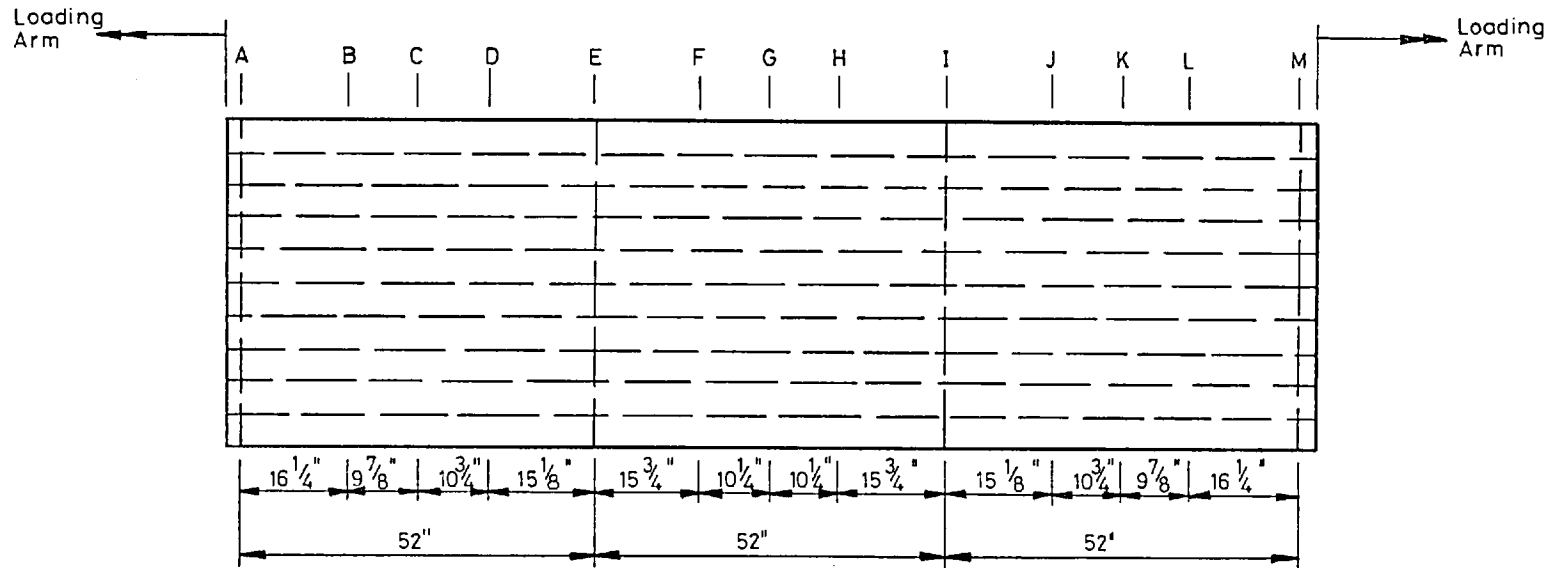 Loading
Arm
A B C D E F G H I J K L M
Loading
Arm
16 1/4" 9 7/8" 10 3/4" 15 1/8" 15 3/4" 10 1/4" 10 1/4" 15 3/4" 15 1/8" 10 3/4" 9 7/8" 16 1/4"
52" 52" 52"